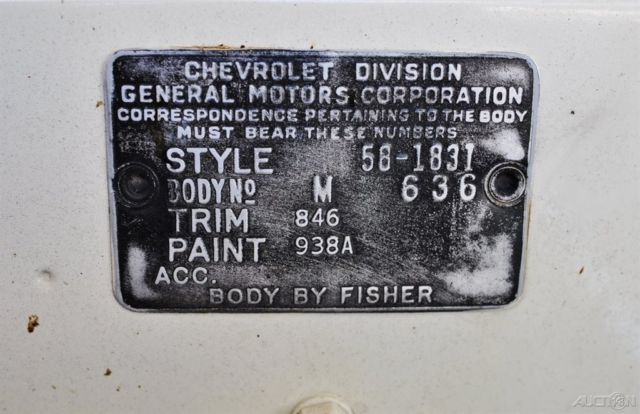 CHEVROLET DIVISION
GENERAL MOTORS CORPORATION
CORRESPONDENCE PERTAINING TO THE BODY
MUST BEAR THESE NUMBERS
STYLE 58-1831
BODY Nº M 636
TRIM 846
PAINT 938A
ACC.
BODY BY FISHER
AUCTION